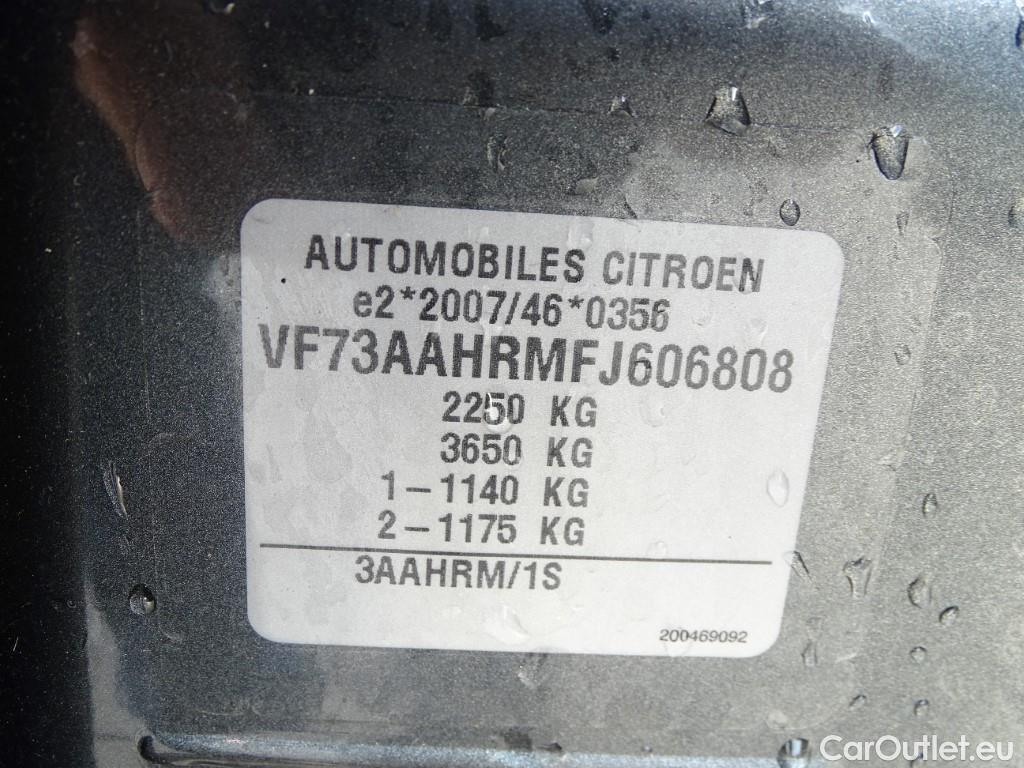 AUTOMOBILES CITROEN
e2*2007/46*0356
VF73AAHRMFJ606808
2250 KG
3650 KG
1-1140 KG
2-1175 KG
3AAHRM/1S
200469092
CarOutlet.eu